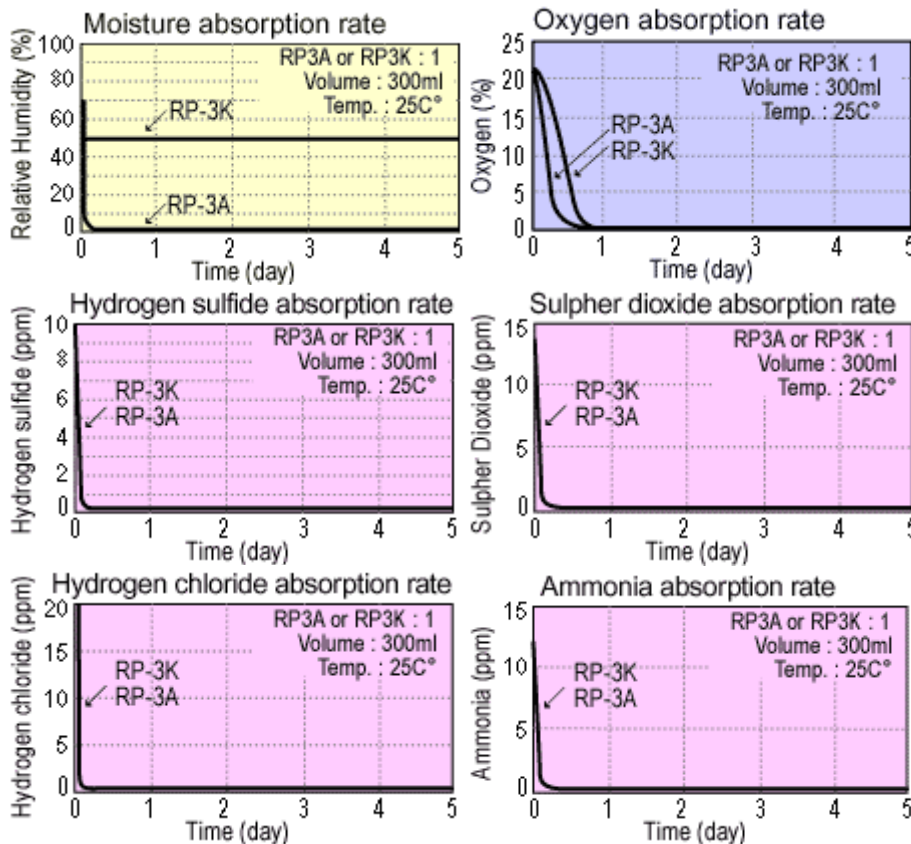 Moisture absorption rate
Relative Humidity (%)
100
80
60
40
20
0
RP3A or RP3K : 1
Volume : 300ml
Temp. : 25C°
RP-3K
RP-3A
0 1 2 3 4 5
Time (day)
Oxygen absorption rate
Oxygen (%)
25
20
15
10
5
0
RP3A or RP3K : 1
Volume : 300ml
Temp. : 25C°
RP-3A
RP-3K
0 1 2 3 4 5
Time (day)
Hydrogen sulfide absorption rate
Hydrogen sulfide (ppm)
10
8
6
4
2
0
RP3A or RP3K : 1
Volume : 300ml
Temp. : 25C°
RP-3K
RP-3A
0 1 2 3 4 5
Time (day)
Sulpher dioxide absorption rate
Sulpher Dioxide (ppm)
15
10
5
0
RP3A or RP3K : 1
Volume : 300ml
Temp. : 25C°
RP-3K
RP-3A
0 1 2 3 4 5
Time (day)
Hydrogen chloride absorption rate
Hydrogen chloride (ppm)
20
15
10
5
0
RP3A or RP3K : 1
Volume : 300ml
Temp. : 25C°
RP-3K
RP-3A
0 1 2 3 4 5
Time (day)
Ammonia absorption rate
Ammonia (ppm)
15
10
5
0
RP3A or RP3K : 1
Volume : 300ml
Temp. : 25C°
RP-3K
RP-3A
0 1 2 3 4 5
Time (day)